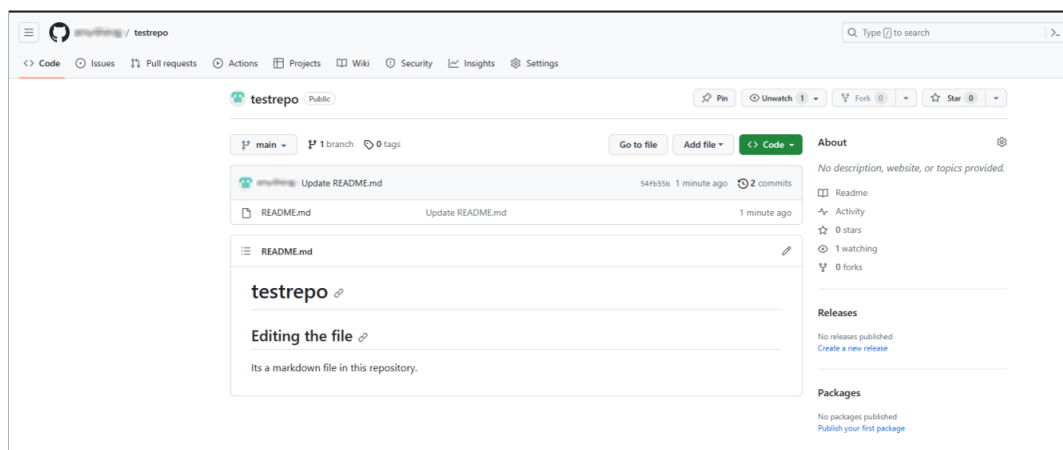 / testrepo
Type / to search
Code Issues Pull requests Actions Projects Wiki Security Insights Settings
testrepo Public
Pin Unwatch 1 Fork 0 Star 0
main 1 branch 0 tags
Go to file Add file Code
Update README.md 54fb55b 1 minute ago 2 commits
README.md Update README.md 1 minute ago
README.md
testrepo
Editing the file
Its a markdown file in this repository.
About
No description, website, or topics provided.
Readme
Activity
0 stars
1 watching
0 forks
Releases
No releases published
Create a new release
Packages
No packages published
Publish your first package